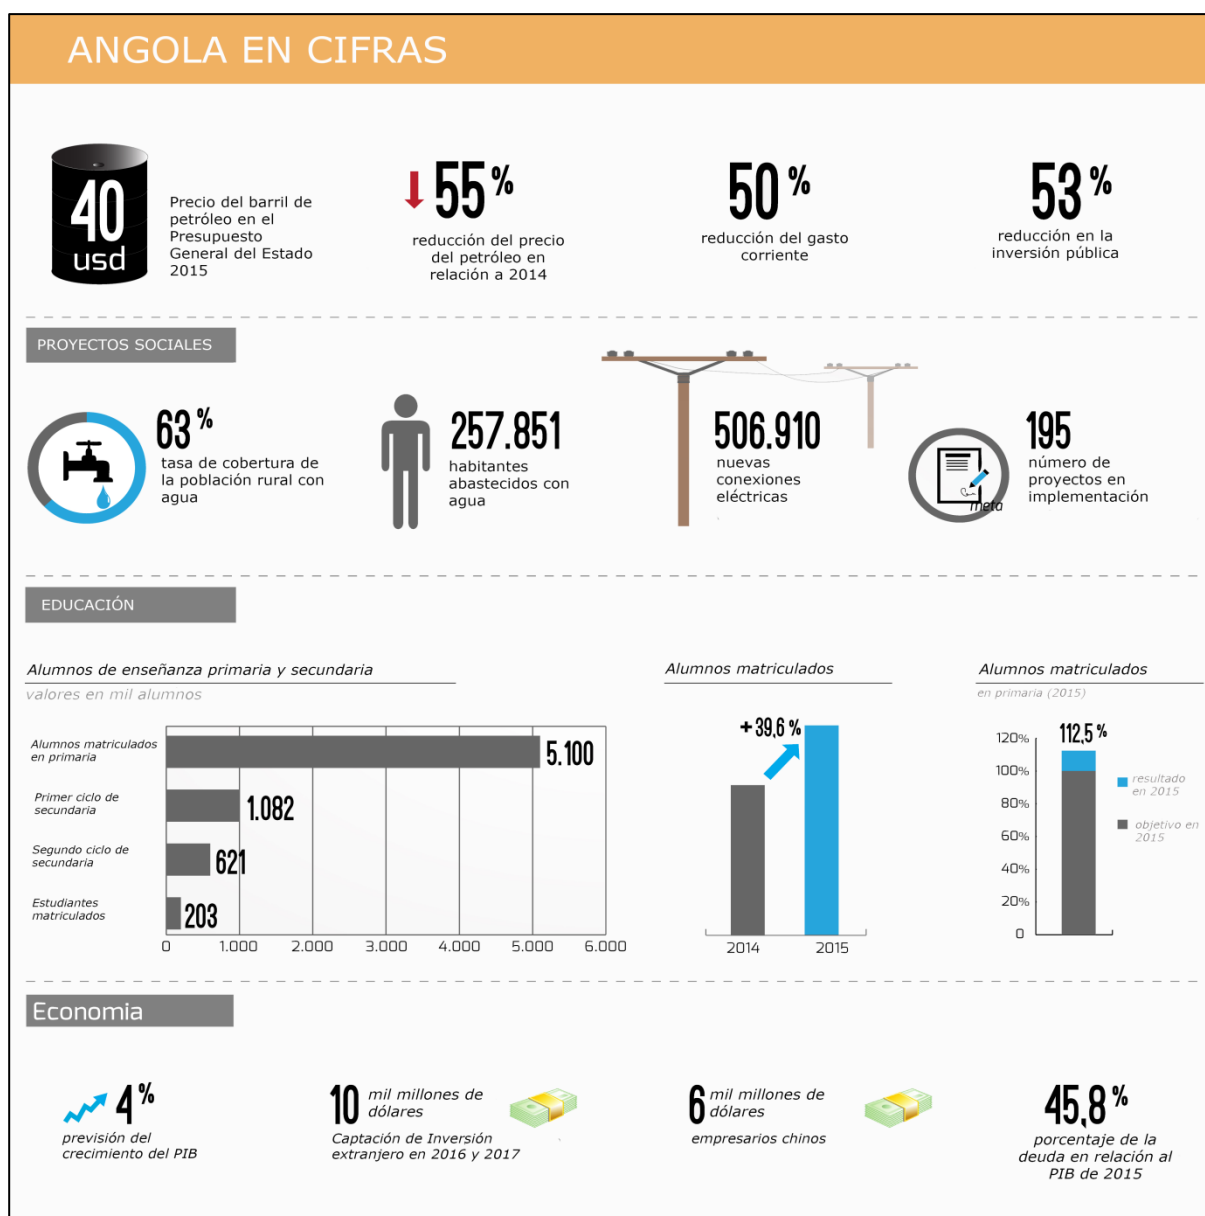 ANGOLA EN CIFRAS
40
usd
Precio del barril de
petróleo en el
Presupuesto
General del Estado
2015
55 %
reducción del precio
del petróleo en
relación a 2014
50 %
reducción del gasto
corriente
53 %
reducción en la
inversión pública
PROYECTOS SOCIALES
63 %
tasa de cobertura de
la población rural con
agua
257.851
habitantes
abastecidos con
agua
506.910
nuevas
conexiones
eléctricas
meta
195
número de
proyectos en
implementación
EDUCACIÓN
Alumnos de enseñanza primaria y secundaria
valores en mil alumnos
Alumnos matriculados
en primaria
5.100
Primer ciclo de
secundaria
1.082
Segundo ciclo de
secundaria
621
Estudiantes
matriculados
203
0 1.000 2.000 3.000 4.000 5.000 6.000
Alumnos matriculados
+ 39,6 %
2014 2015
Alumnos matriculados
en primaria (2015)
112,5 %
120%
100%
80%
60%
40%
20%
0
resultado
en 2015
objetivo en
2015
Economia
4 %
previsión del
crecimiento del PIB
10 mil millones de
dólares
Captación de Inversión
extranjero en 2016 y 2017
6 mil millones de
dólares
empresarios chinos
45,8 %
porcentaje de la
deuda en relación al
PIB de 2015